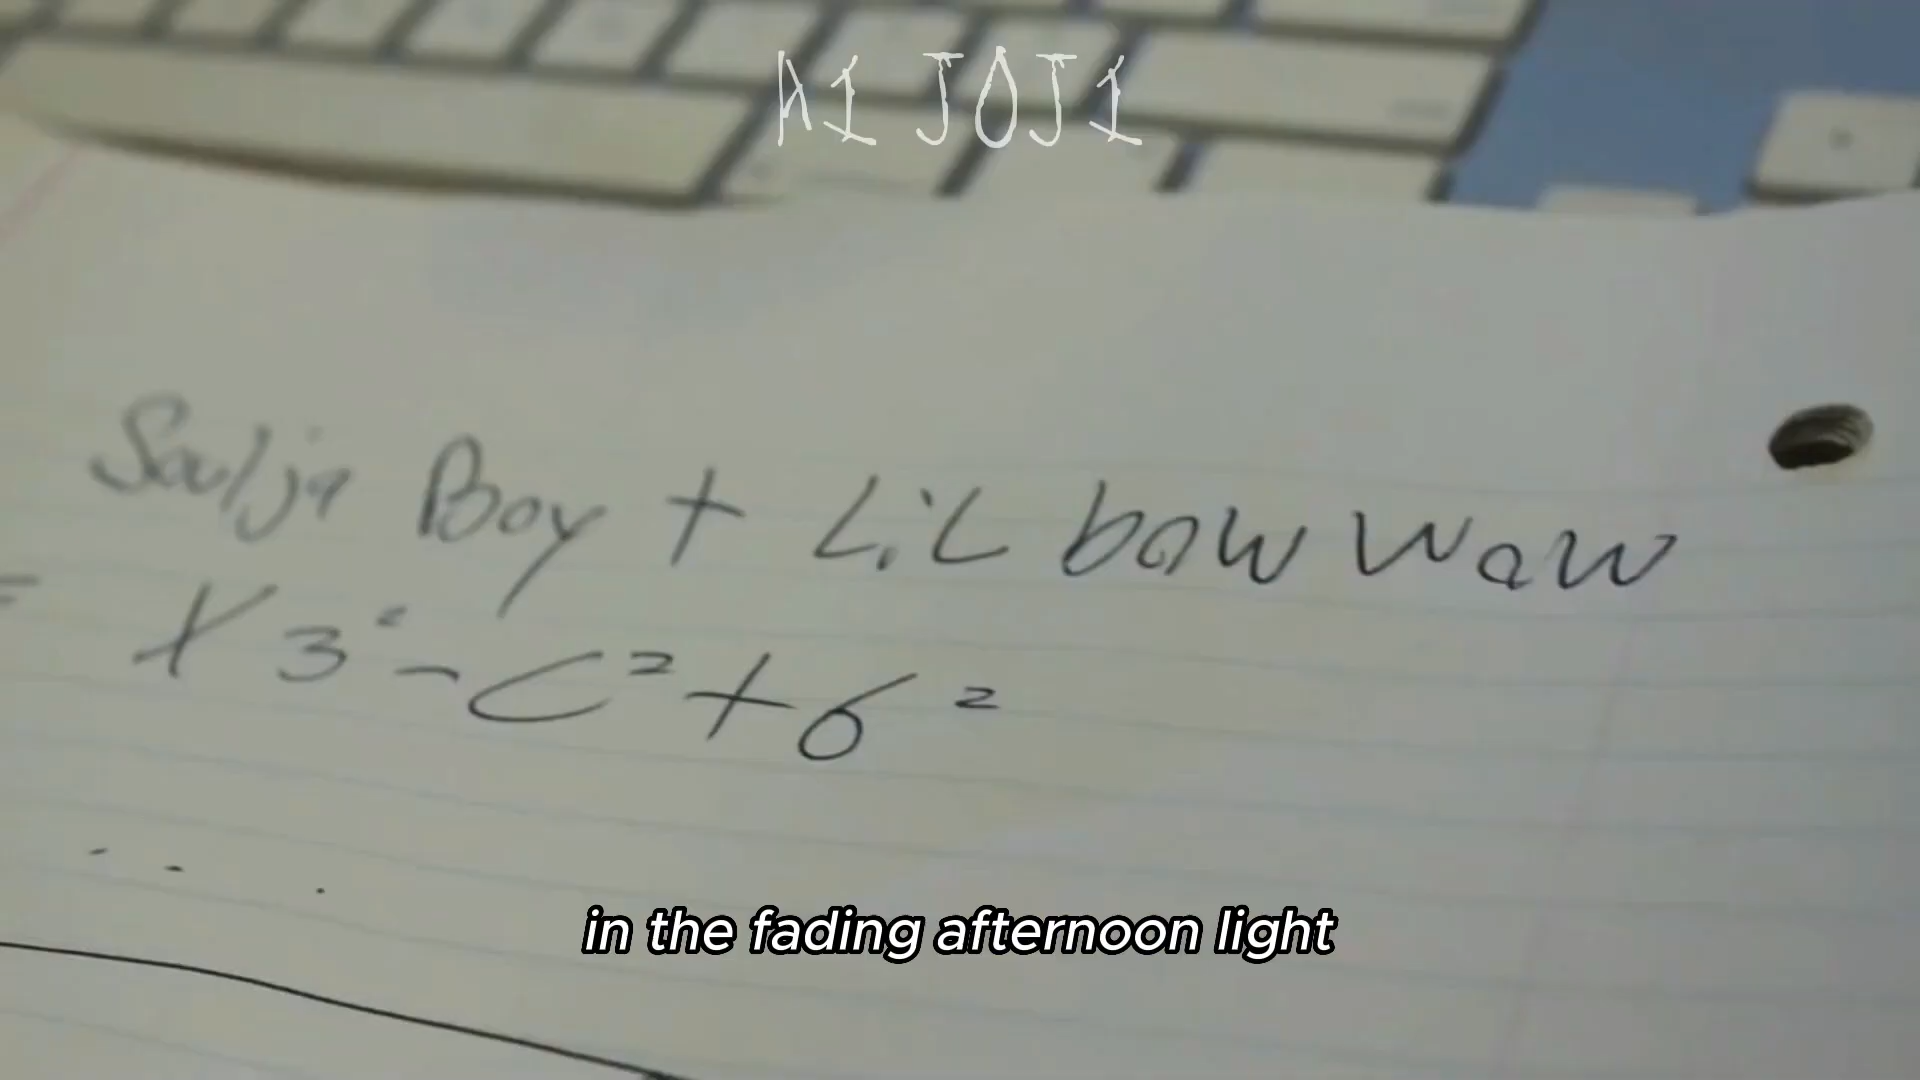 A1 JOJ1
Soulja Boy + LiL bow wow
= x3² - c² + 6²
in the fading afternoon light